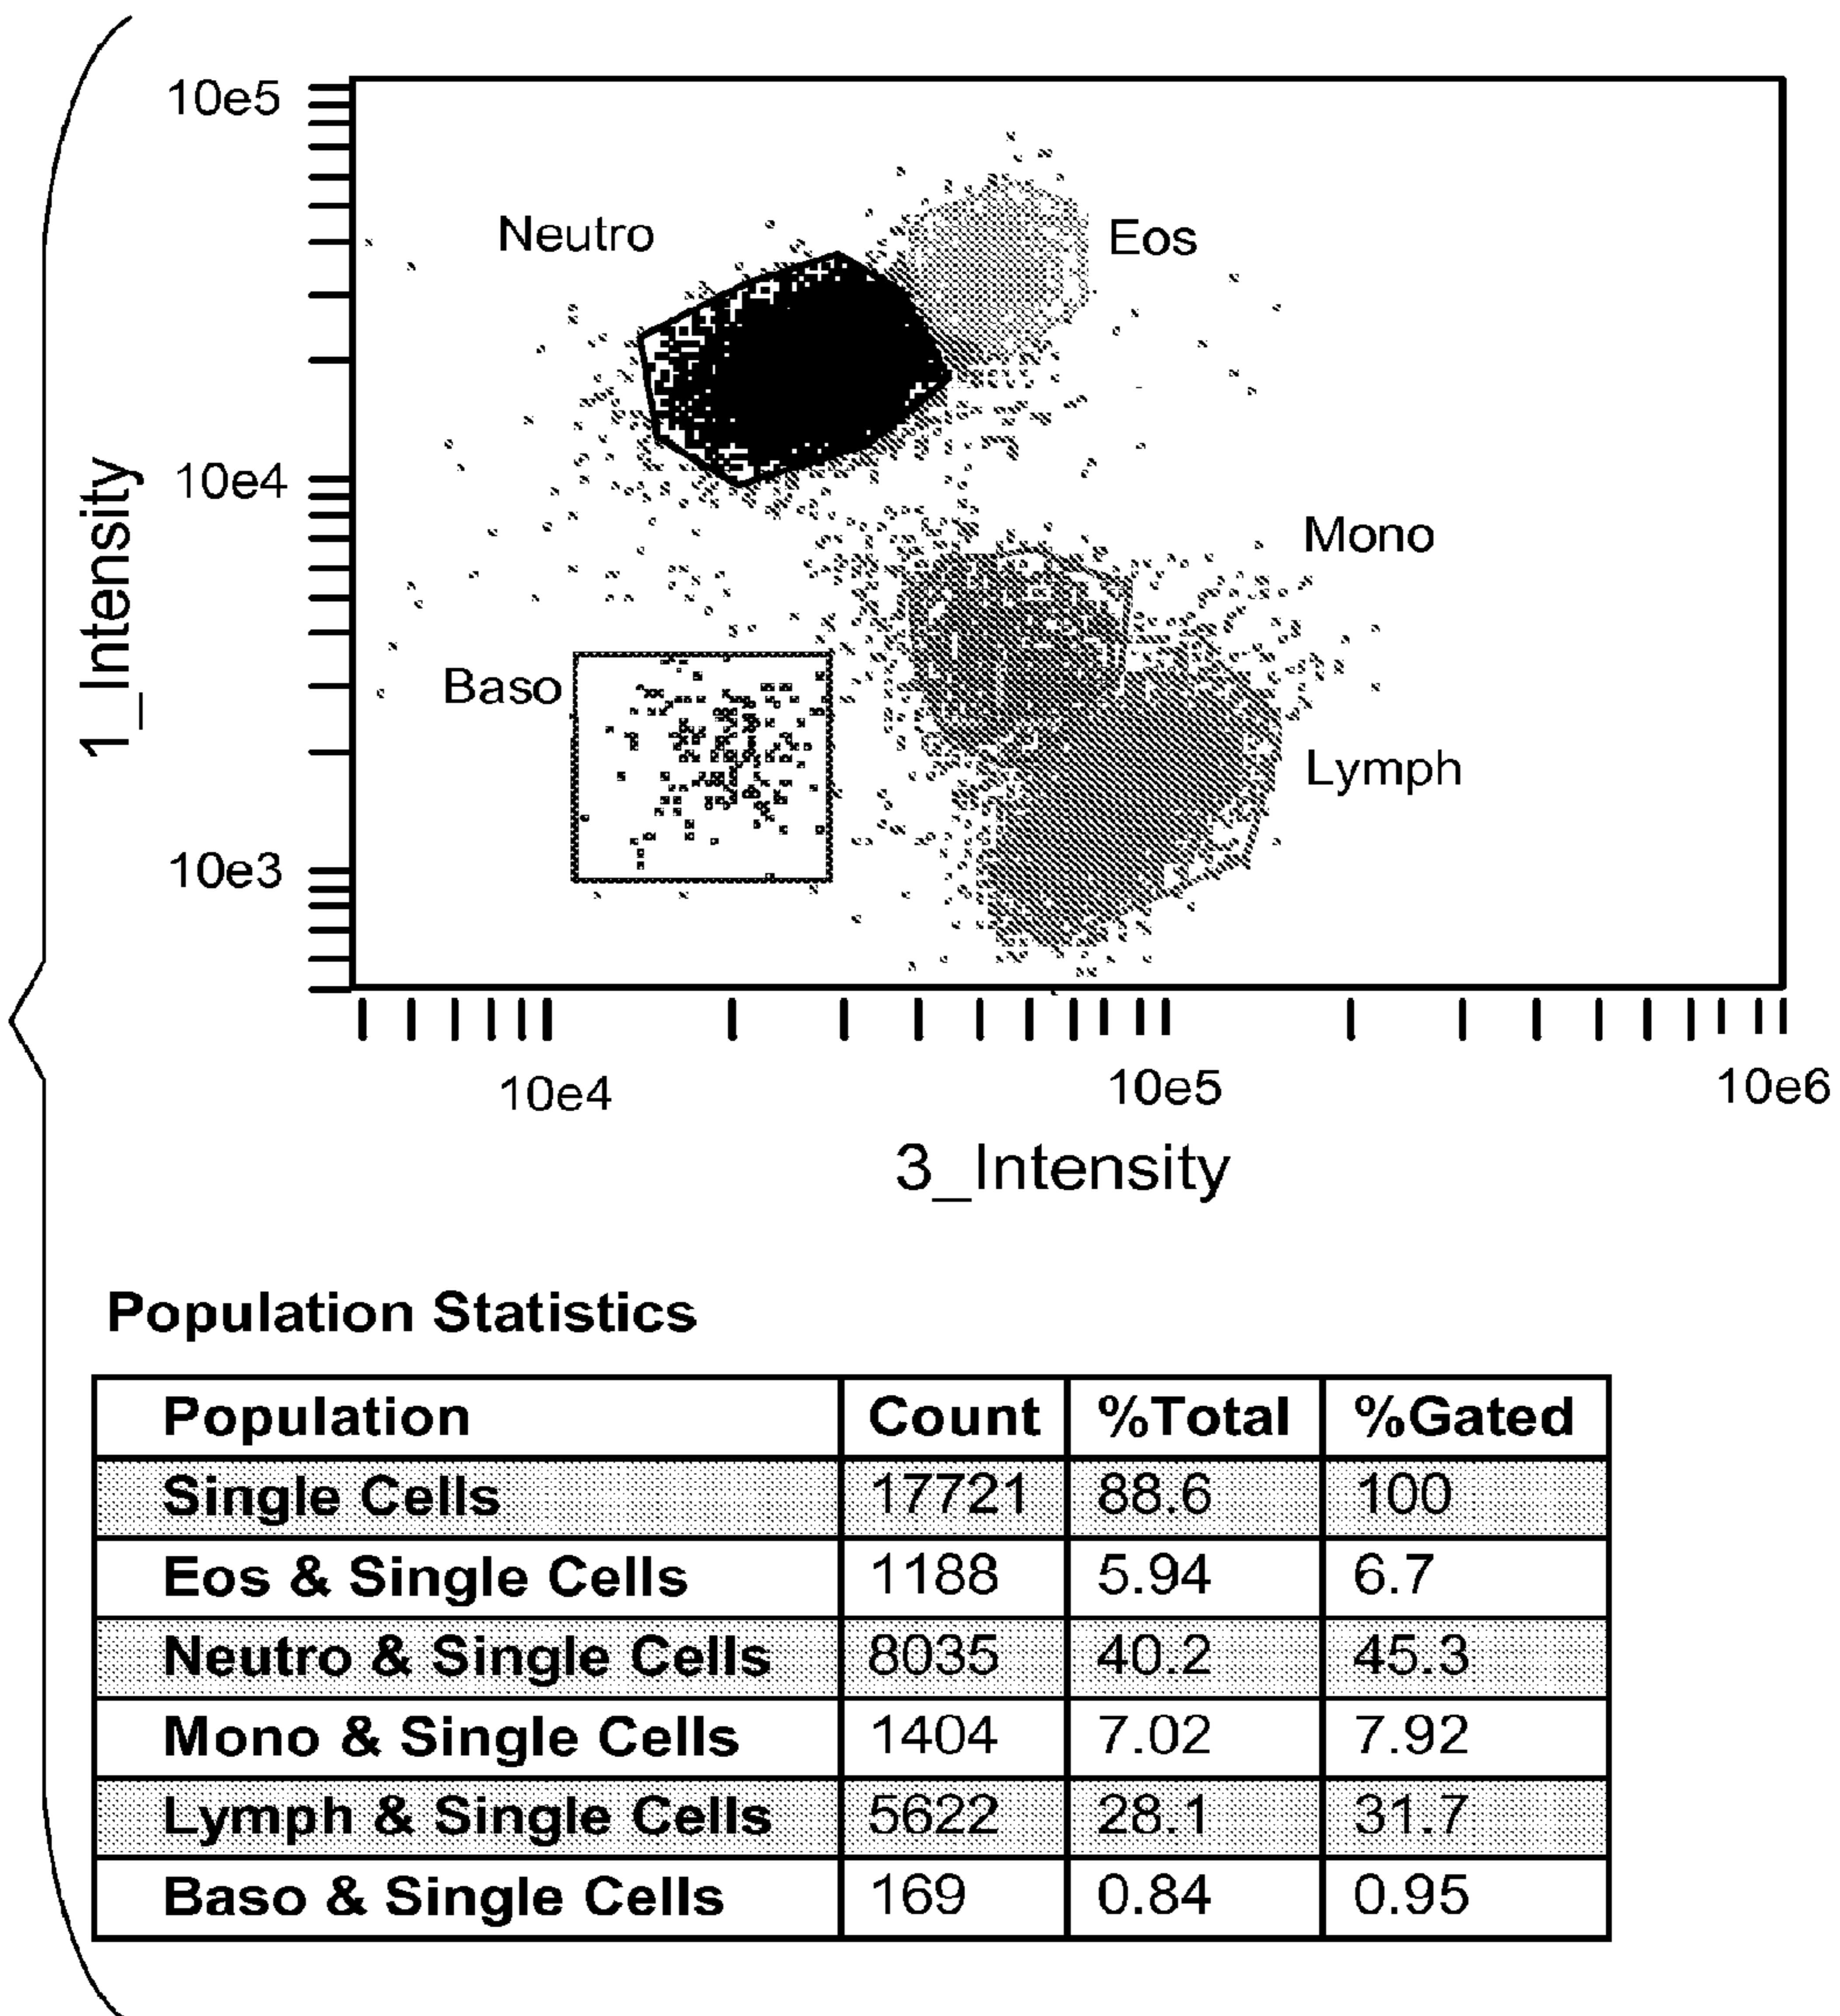 10e5
Neutro
Eos
1_Intensity
10e4
Mono
Baso
Lymph
10e3
10e4 10e5 10e6
3_Intensity
Population Statistics
Population Count %Total %Gated
Single Cells 17721 88.6 100
Eos & Single Cells 1188 5.94 6.7
Neutro & Single Cells 8035 40.2 45.3
Mono & Single Cells 1404 7.02 7.92
Lymph & Single Cells 5622 28.1 31.7
Baso & Single Cells 169 0.84 0.95